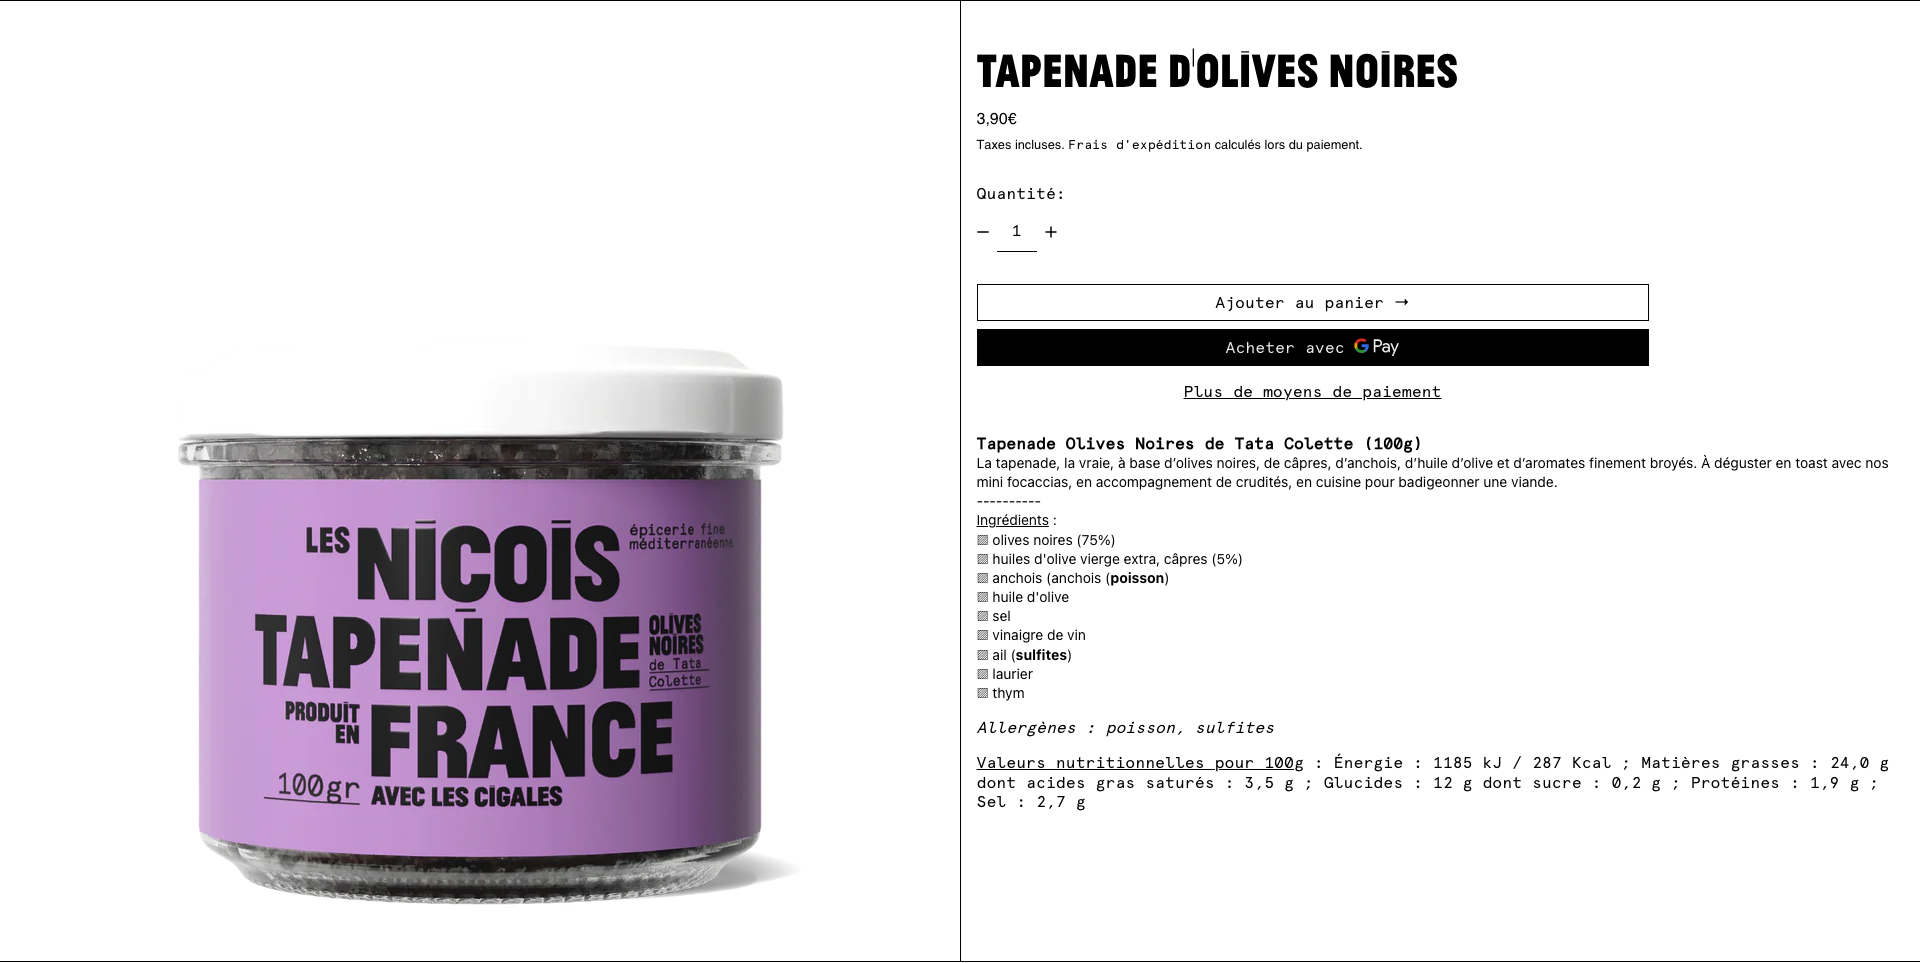 LES NICOIS épicerie fine
méditerranéenne
TAPENADE OLIVES
NOIRES
de Tata
Colette
PRODUIT
EN FRANCE
100gr AVEC LES CIGALES
TAPENADE D'OLIVES NOIRES
3,90€
Taxes incluses. Frais d'expédition calculés lors du paiement.
Quantité:
− 1 +
Ajouter au panier →
Acheter avec G Pay
Plus de moyens de paiement
Tapenade Olives Noires de Tata Colette (100g)
La tapenade, la vraie, à base d'olives noires, de câpres, d'anchois, d'huile d'olive et d'aromates finement broyés. À déguster en toast avec nos
mini focaccias, en accompagnement de crudités, en cuisine pour badigeonner une viande.
----------
Ingrédients :
▨ olives noires (75%)
▨ huiles d'olive vierge extra, câpres (5%)
▨ anchois (anchois (poisson)
▨ huile d'olive
▨ sel
▨ vinaigre de vin
▨ ail (sulfites)
▨ laurier
▨ thym
Allergènes : poisson, sulfites
Valeurs nutritionnelles pour 100g : Énergie : 1185 kJ / 287 Kcal ; Matières grasses : 24,0 g
dont acides gras saturés : 3,5 g ; Glucides : 12 g dont sucre : 0,2 g ; Protéines : 1,9 g ;
Sel : 2,7 g